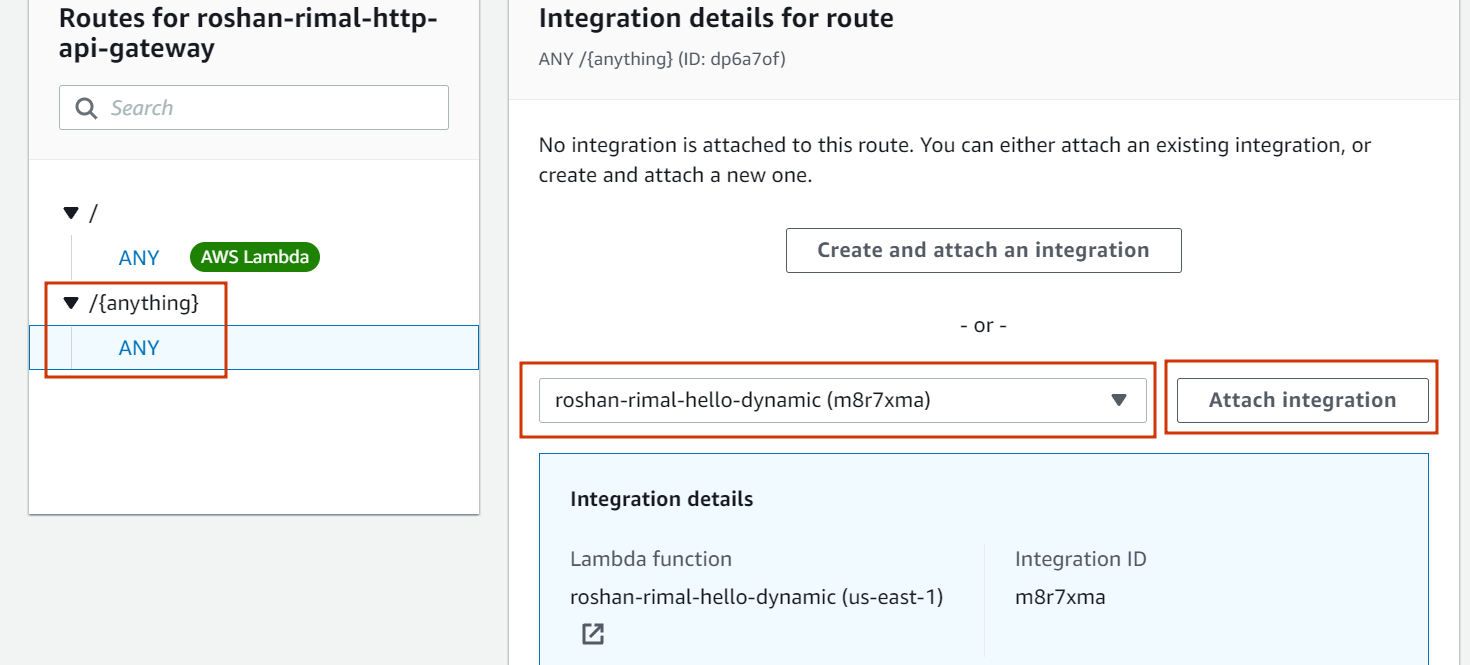 Routes for roshan-rimal-http-
api-gateway
Search
/
ANY AWS Lambda
/{anything}
ANY
Integration details for route
ANY /{anything} (ID: dp6a7of)
No integration is attached to this route. You can either attach an existing integration, or
create and attach a new one.
Create and attach an integration
- or -
roshan-rimal-hello-dynamic (m8r7xma)
Attach integration
Integration details
Lambda function
roshan-rimal-hello-dynamic (us-east-1)
Integration ID
m8r7xma